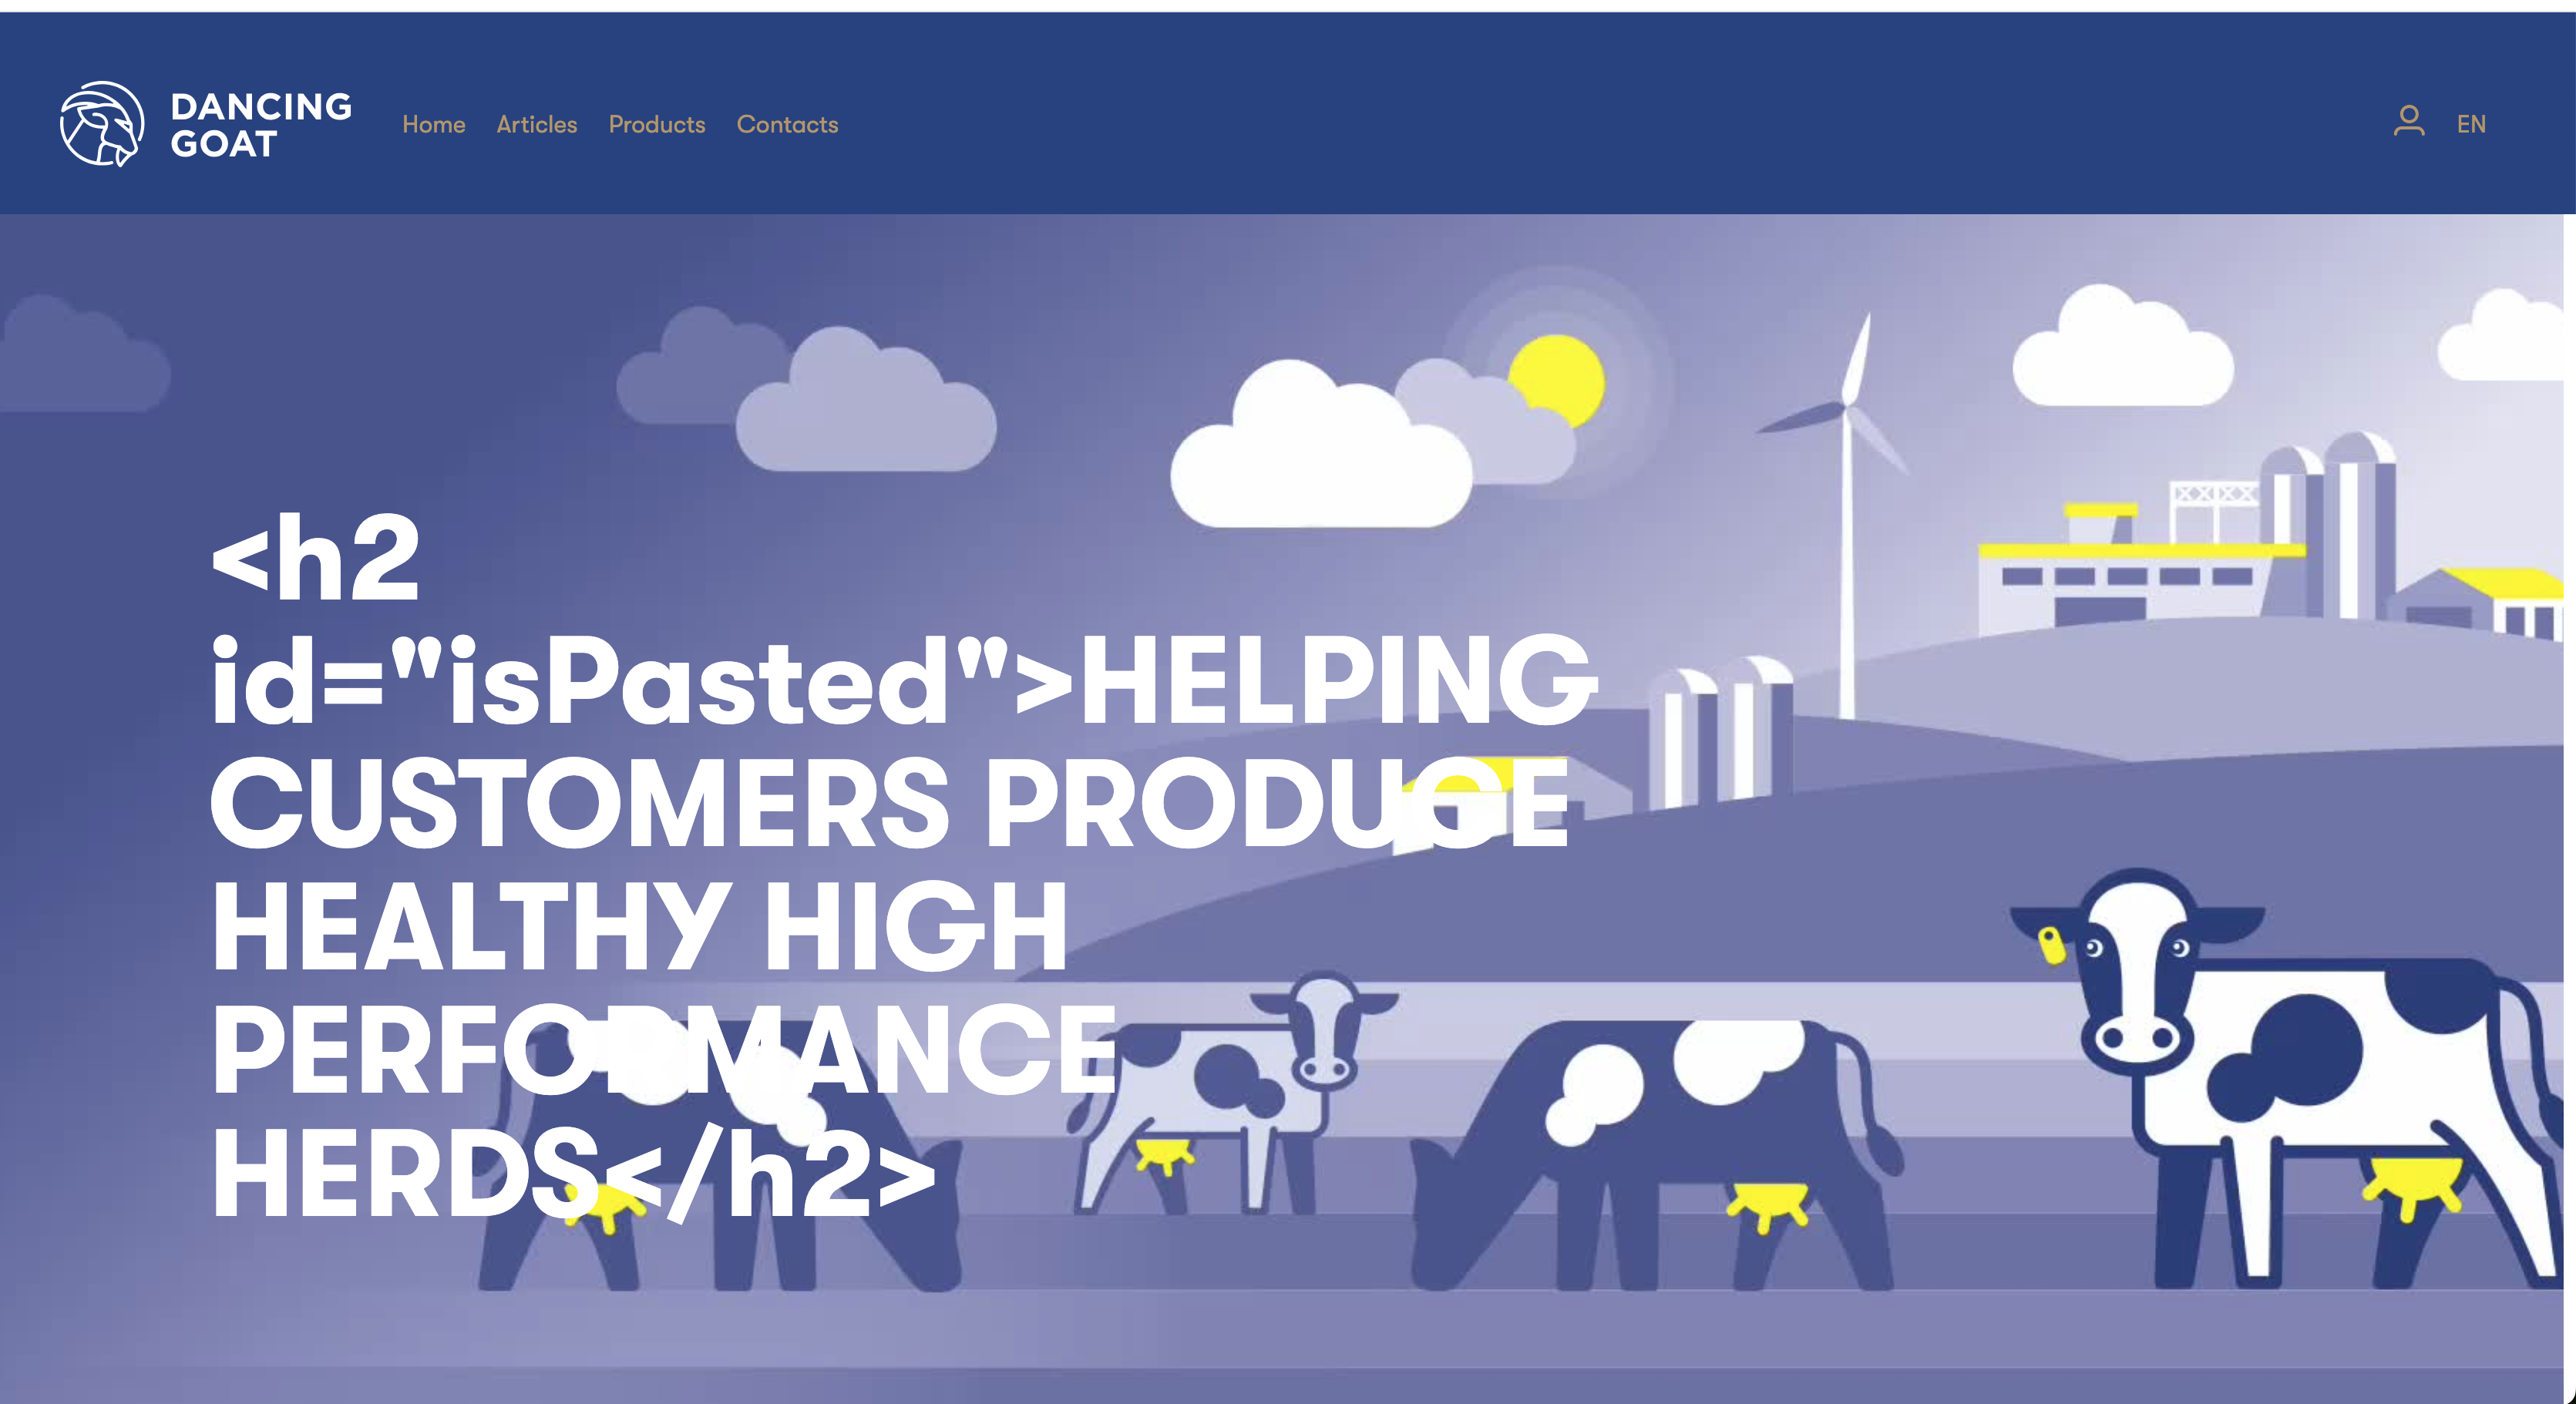 DANCING
GOAT
Home Articles Products Contacts
EN
<h2
id="isPasted">HELPING
CUSTOMERS PRODUCE
HEALTHY HIGH
PERFORMANCE
HERDS</h2>